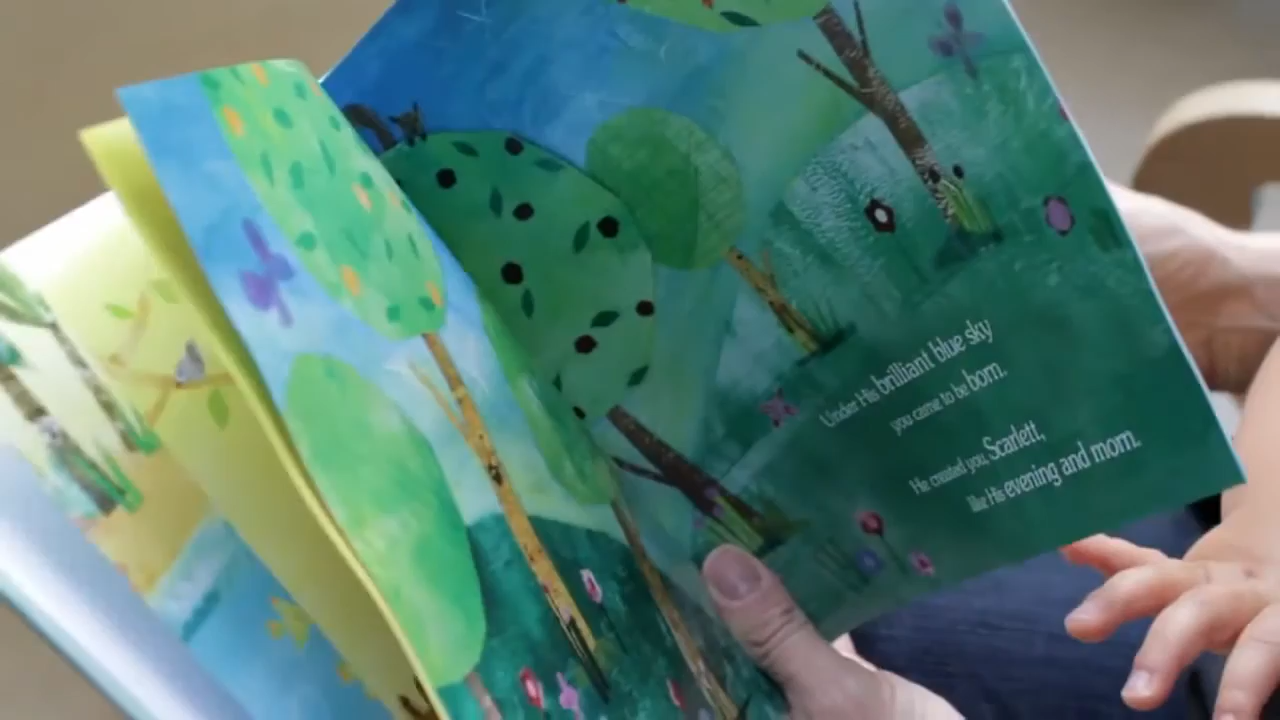 Under His brilliant blue sky
you came to be born.
He created you, Scarlett,
like His evening and morn.